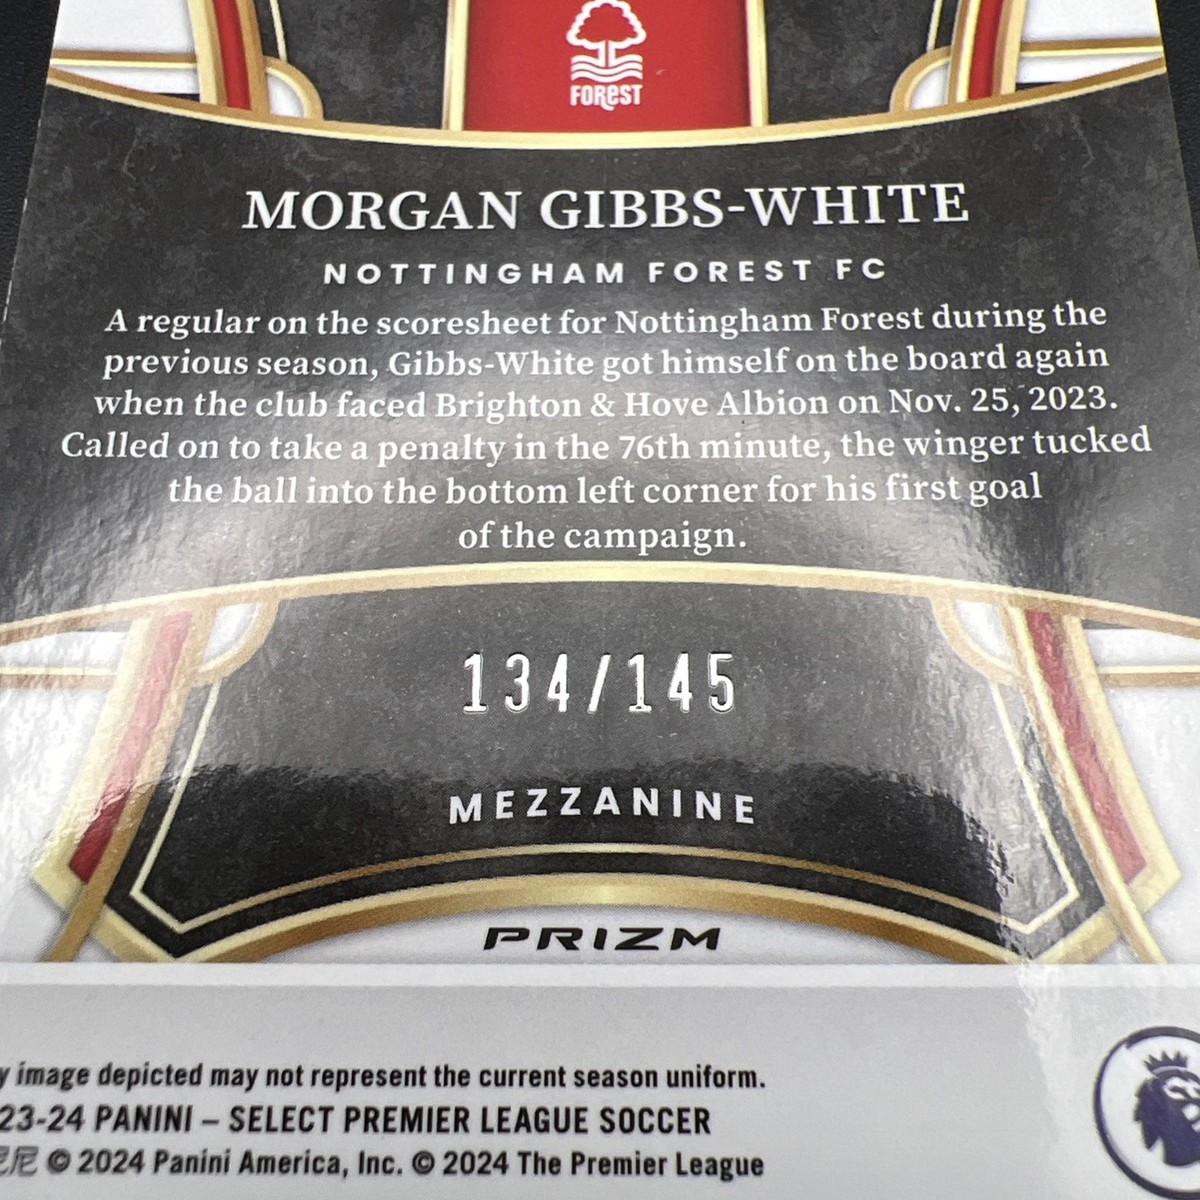 FOREST
MORGAN GIBBS-WHITE
NOTTINGHAM FOREST FC
A regular on the scoresheet for Nottingham Forest during the
previous season, Gibbs-White got himself on the board again
when the club faced Brighton & Hove Albion on Nov. 25, 2023.
Called on to take a penalty in the 76th minute, the winger tucked
the ball into the bottom left corner for his first goal
of the campaign.
134/145
MEZZANINE
PRIZM
image depicted may not represent the current season uniform.
23-24 PANINI – SELECT PREMIER LEAGUE SOCCER
尼 © 2024 Panini America, Inc. © 2024 The Premier League